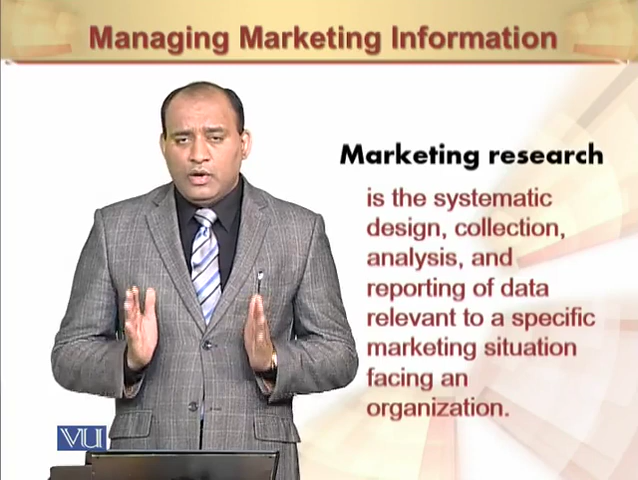 Managing Marketing Information
Marketing research
is the systematic
design, collection,
analysis, and
reporting of data
relevant to a specific
marketing situation
facing an
organization.
VU